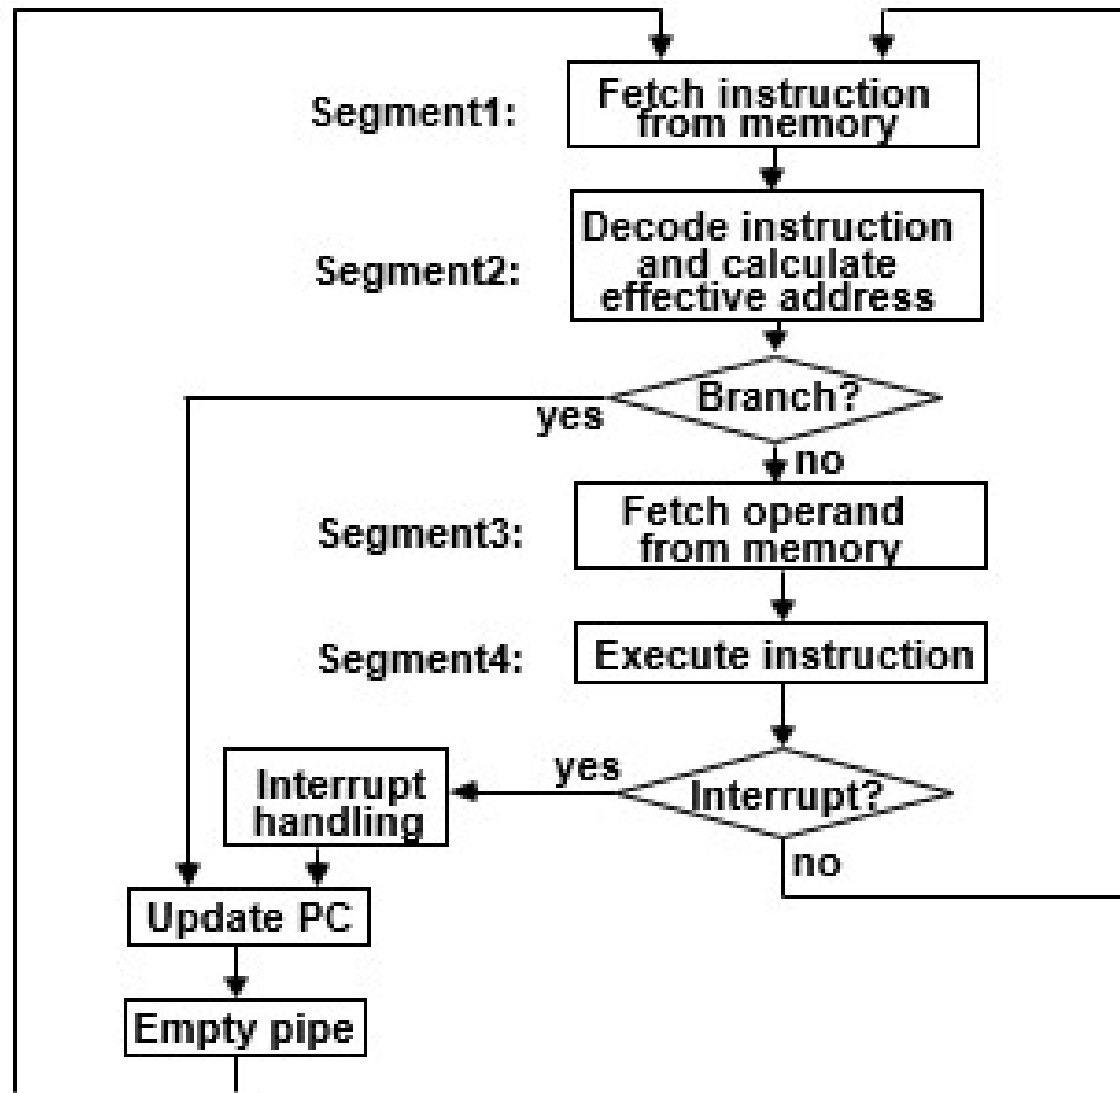 Segment1:
Fetch instruction
from memory
Segment2:
Decode instruction
and calculate
effective address
Branch?
yes
no
Segment3:
Fetch operand
from memory
Segment4:
Execute instruction
Interrupt?
yes
no
Interrupt
handling
Update PC
Empty pipe